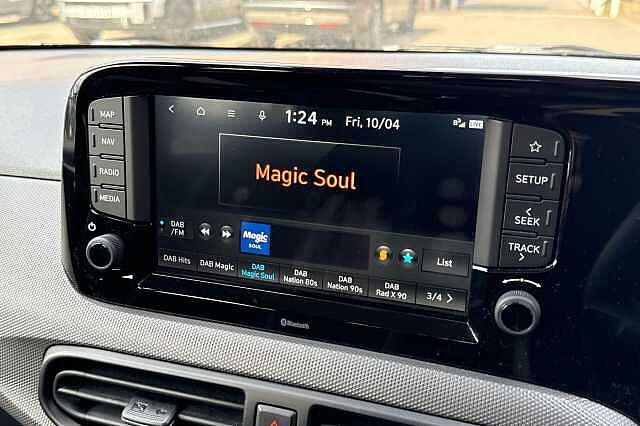 MAP
NAV
RADIO
MEDIA
1:24 PM Fri, 10/04
LIVE
Magic Soul
DAB
/FM
Magic
SOUL
List
DAB Hits
DAB Magic
DAB
Magic Soul
DAB
Nation 80s
DAB
Nation 90s
DAB
Rad X 90
3/4 >
SETUP
<
SEEK
TRACK
>
Bluetooth